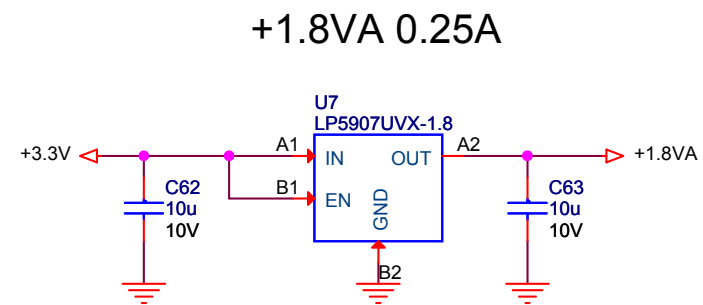 +1.8VA 0.25A
U7
LP5907UVX-1.8
+3.3V
A1
IN
OUT
A2
+1.8VA
B1
EN
GND
B2
C62
10u
10V
C63
10u
10V